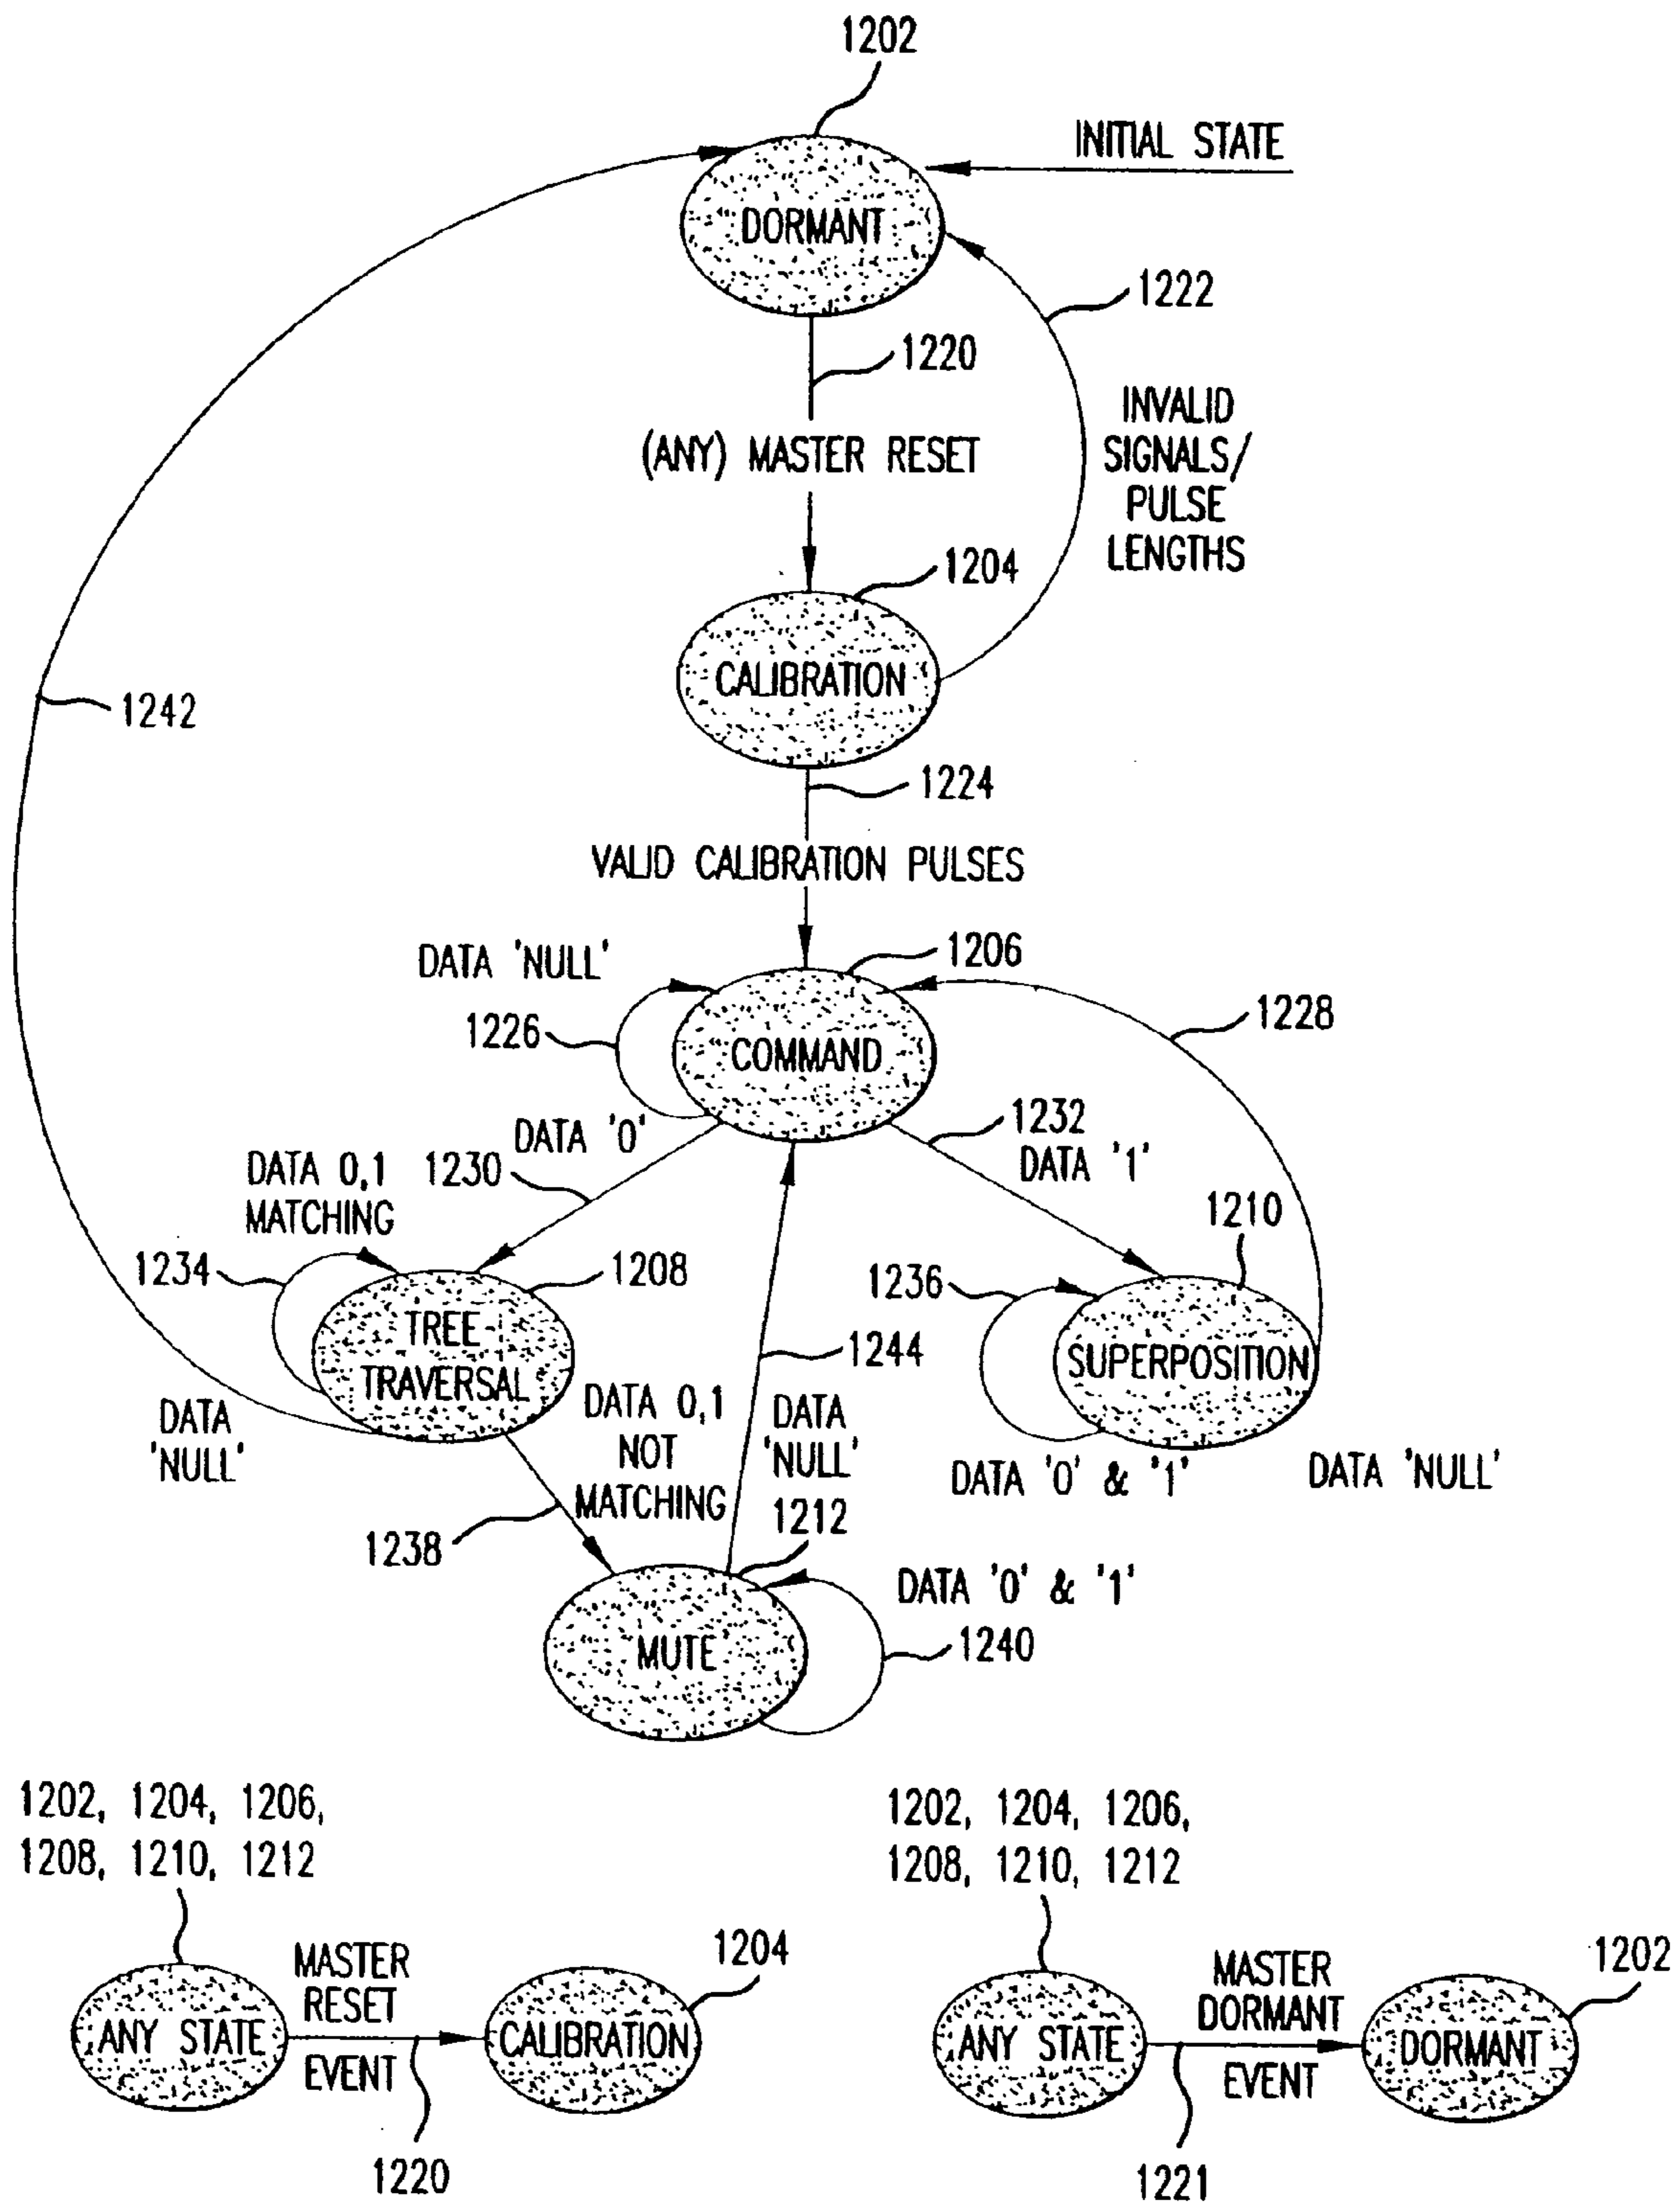 1202
INITIAL STATE
DORMANT
1222
1220
INVALID
SIGNALS/
PULSE
LENGTHS
(ANY) MASTER RESET
1204
CALIBRATION
1242
1224
VALID CALIBRATION PULSES
1206
DATA 'NULL'
1228
1226
COMMAND
1232
DATA '0'
DATA '1'
1230
DATA 0,1
MATCHING
1210
1234
1208
1236
TREE
TRAVERSAL
1244
SUPERPOSITION
DATA
'NULL'
DATA 0,1
NOT
MATCHING
DATA
'NULL'
1212
DATA '0' & '1'
DATA 'NULL'
1238
DATA '0' & '1'
1240
MUTE
1202, 1204, 1206,
1208, 1210, 1212
1202, 1204, 1206,
1208, 1210, 1212
MASTER
RESET
EVENT
1204
ANY STATE
CALIBRATION
1220
MASTER
DORMANT
EVENT
1202
ANY STATE
DORMANT
1221